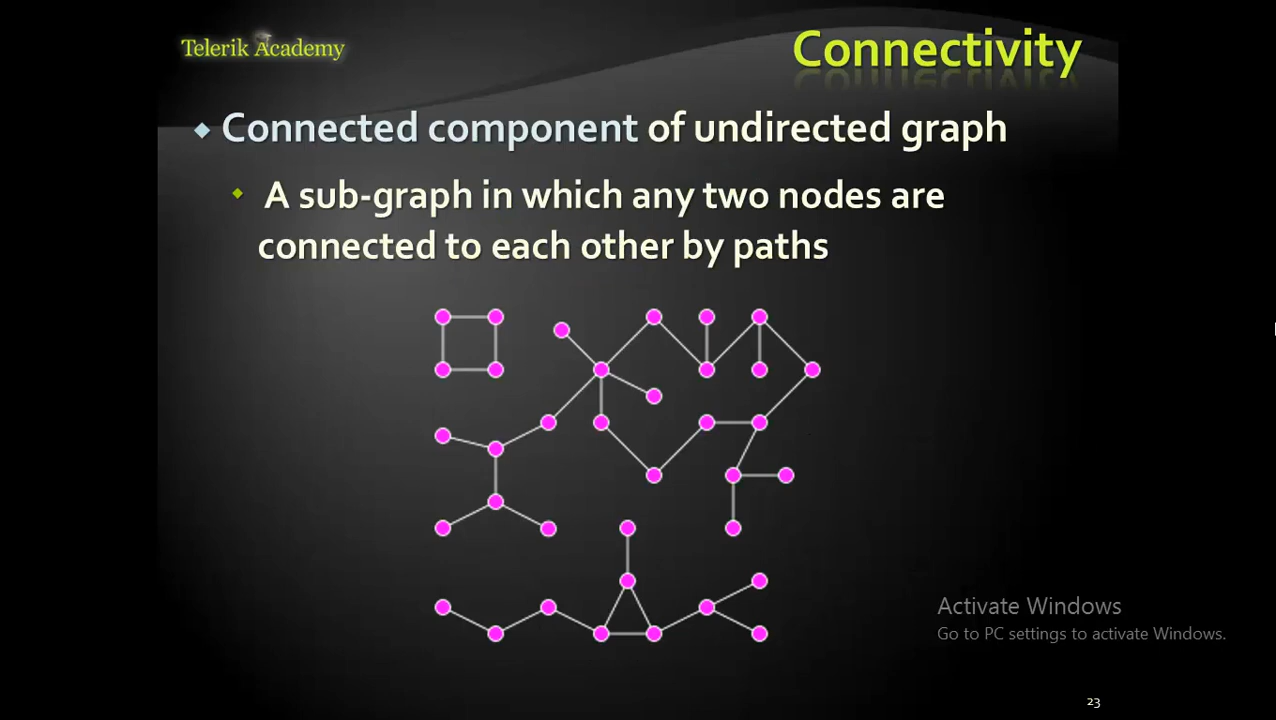 Telerik Academy
Connectivity
Connected component of undirected graph
A sub-graph in which any two nodes are
connected to each other by paths
Activate Windows
Go to PC settings to activate Windows.
23